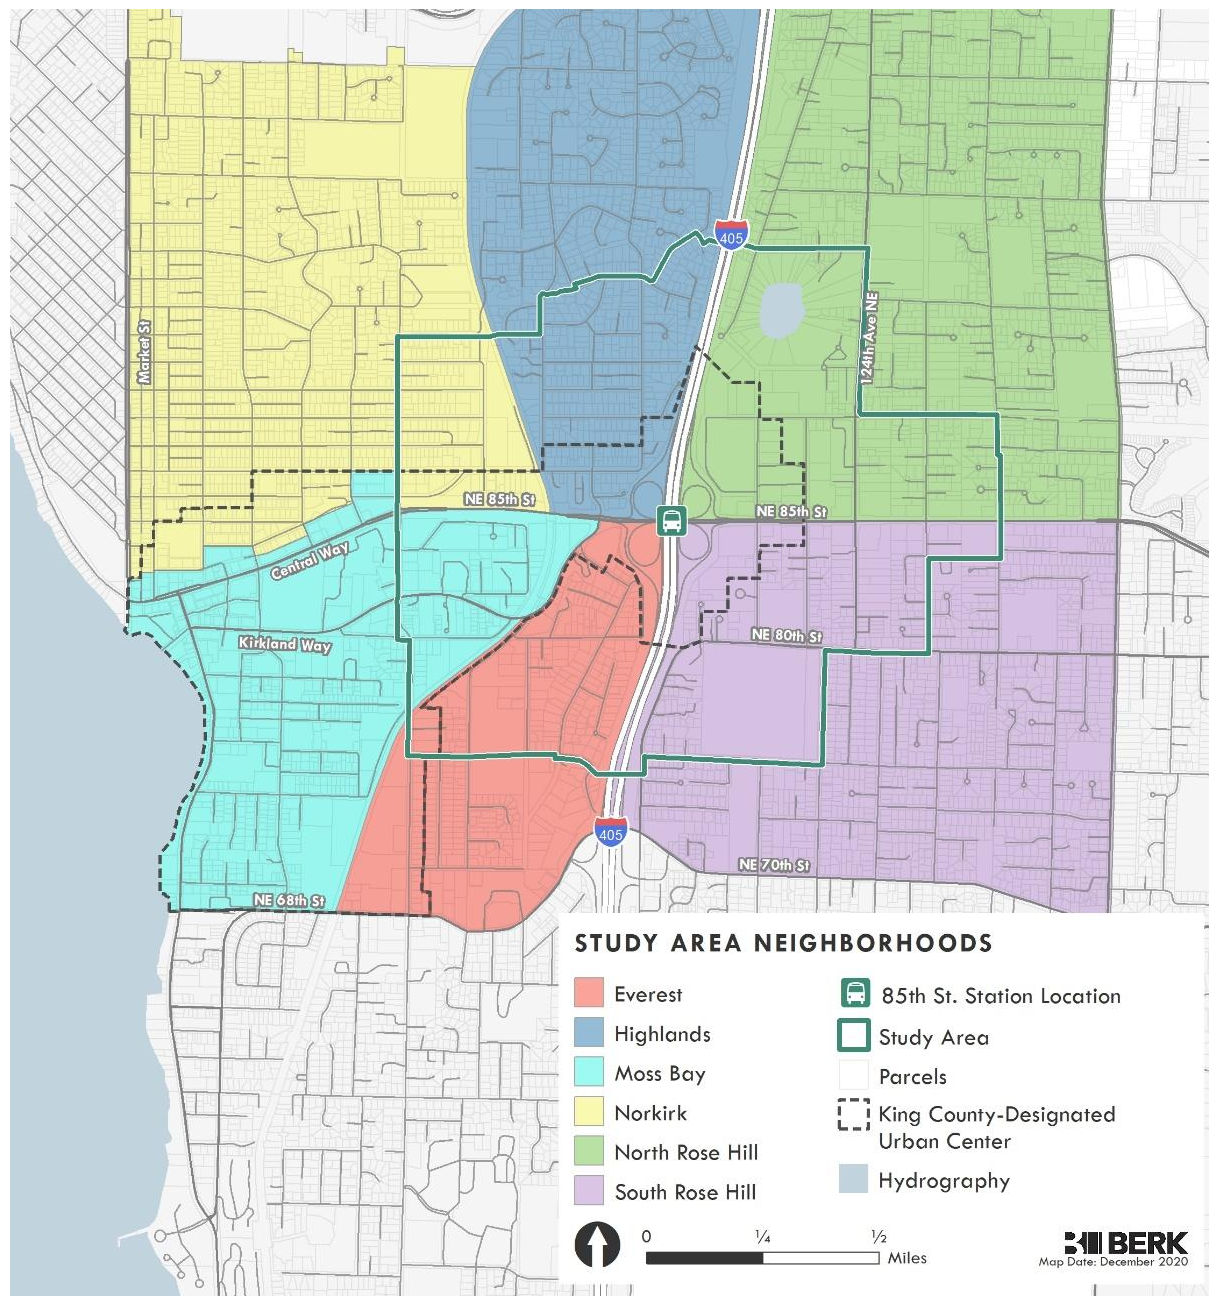 405
Market St
124th Ave NE
NE 85th St
NE 85th St
Central Way
Kirkland Way
NE 80th St
405
NE 70th St
NE 68th St
STUDY AREA NEIGHBORHOODS
Everest
Highlands
Moss Bay
Norkirk
North Rose Hill
South Rose Hill
85th St. Station Location
Study Area
Parcels
King County-Designated
Urban Center
Hydrography
0 ¼ ½
Miles
BERK
Map Date: December 2020